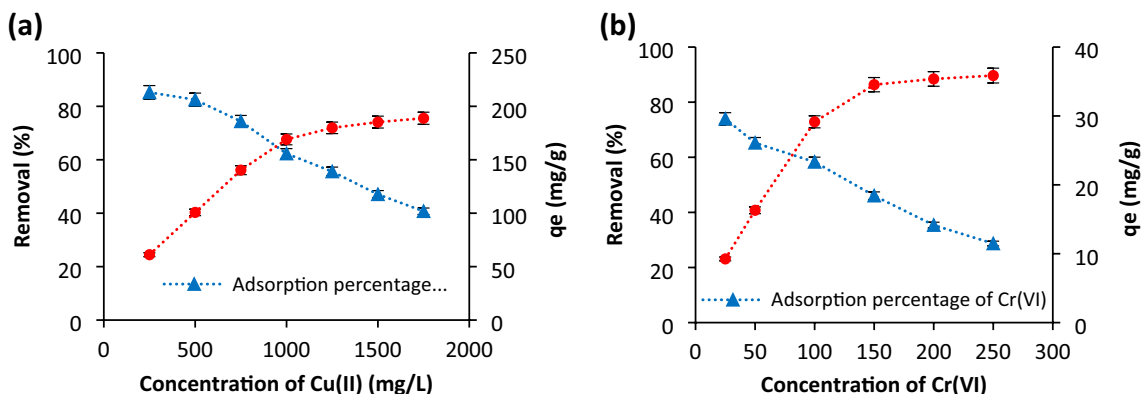 (a)
100
80
60
40
20
0
Removal (%)
250
200
150
100
50
0
qe (mg/g)
Adsorption percentage...
0 500 1000 1500 2000
Concentration of Cu(II) (mg/L)
(b)
100
80
60
40
20
0
Removal (%)
40
30
20
10
0
qe (mg/g)
Adsorption percentage of Cr(VI)
0 50 100 150 200 250 300
Concentration of Cr(VI)